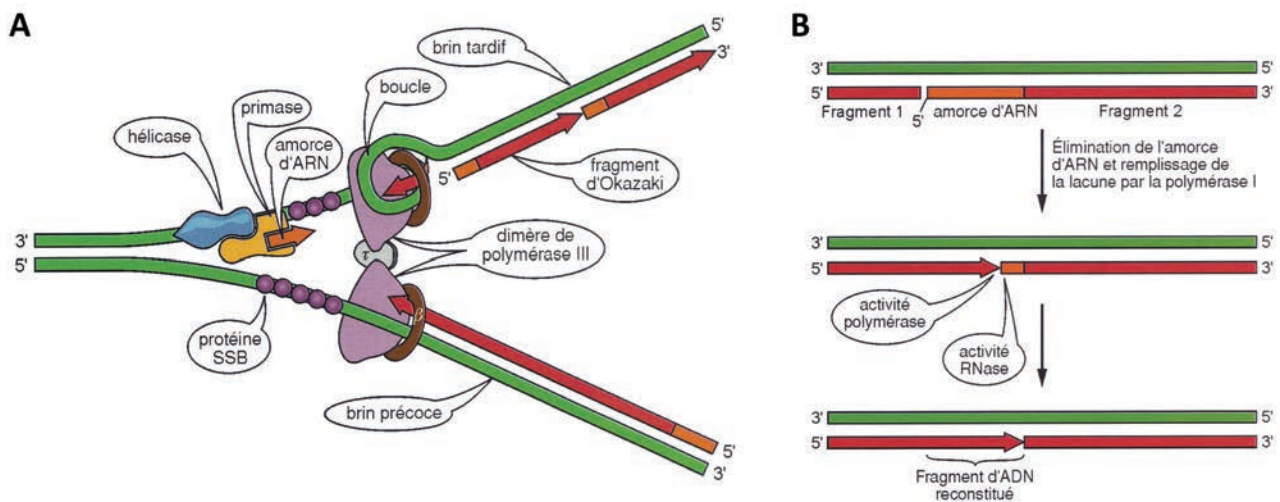 A
5'
3'
brin tardif
boucle
primase
hélicase
amorce
d'ARN
5'
fragment
d'Okazaki
3'
5'
τ
dimère de
polymérase III
β
protéine
SSB
brin précoce
5'
3'
B
3'
5'
5'
3'
Fragment 1
5'
amorce d'ARN
Fragment 2
Élimination de l'amorce
d'ARN et remplissage de
la lacune par la polymérase I
3'
5'
5'
3'
activité
polymérase
activité
RNase
3'
5'
5'
3'
Fragment d'ADN
reconstitué